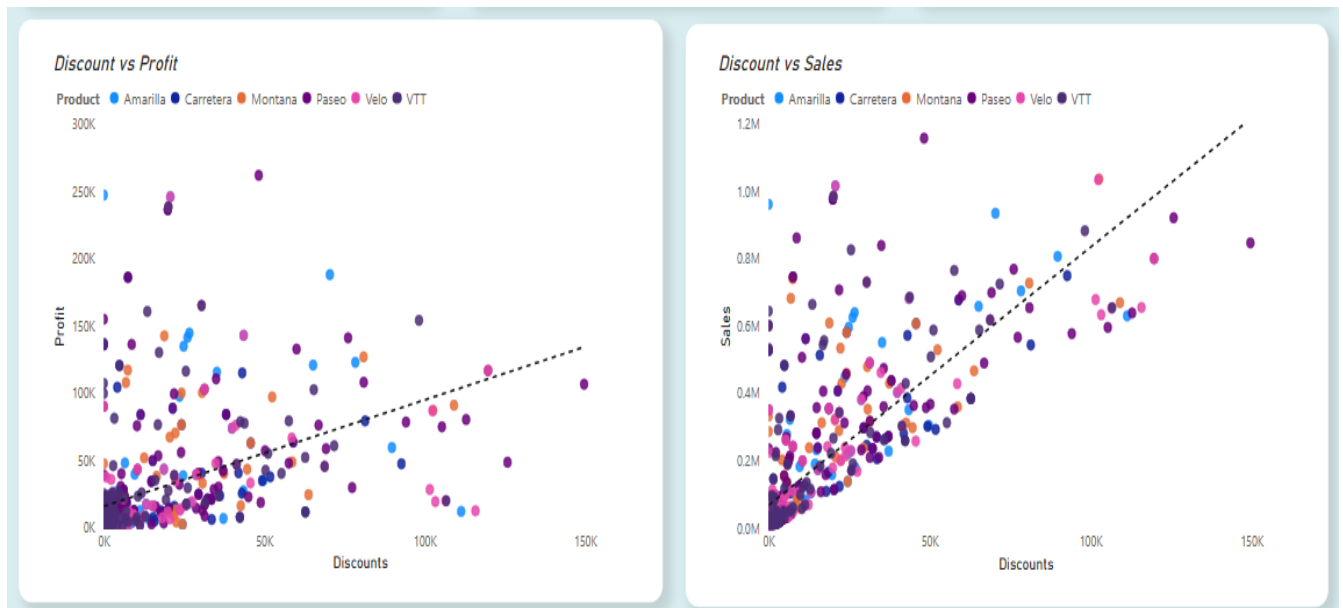 Discount vs Profit
Product Amarilla Carretera Montana Paseo Velo VTT
300K
250K
200K
150K
100K
50K
0K
Profit
0K 50K 100K 150K
Discounts
Discount vs Sales
Product Amarilla Carretera Montana Paseo Velo VTT
1.2M
1.0M
0.8M
0.6M
0.4M
0.2M
0.0M
Sales
0K 50K 100K 150K
Discounts